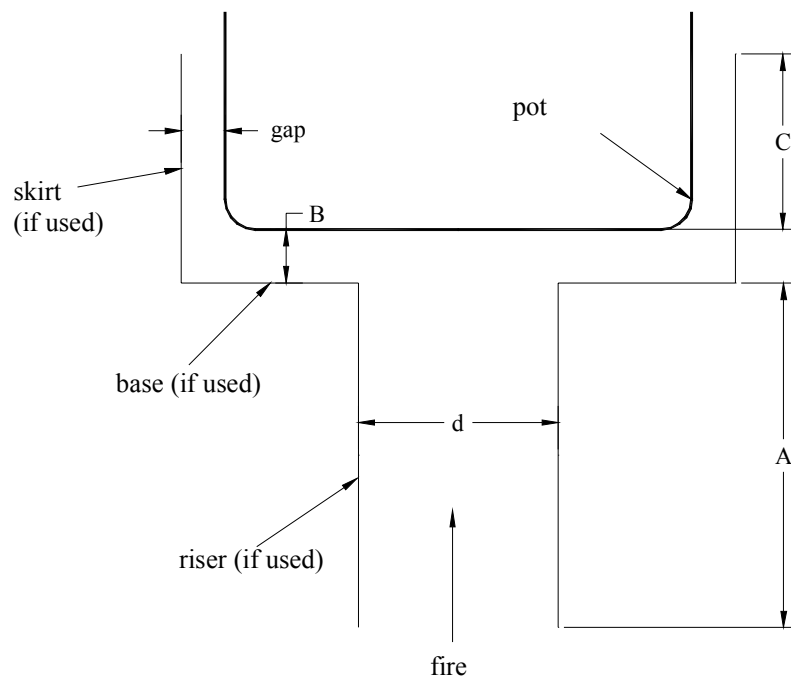 pot
C
gap
skirt
(if used)
B
base (if used)
d
A
riser (if used)
fire